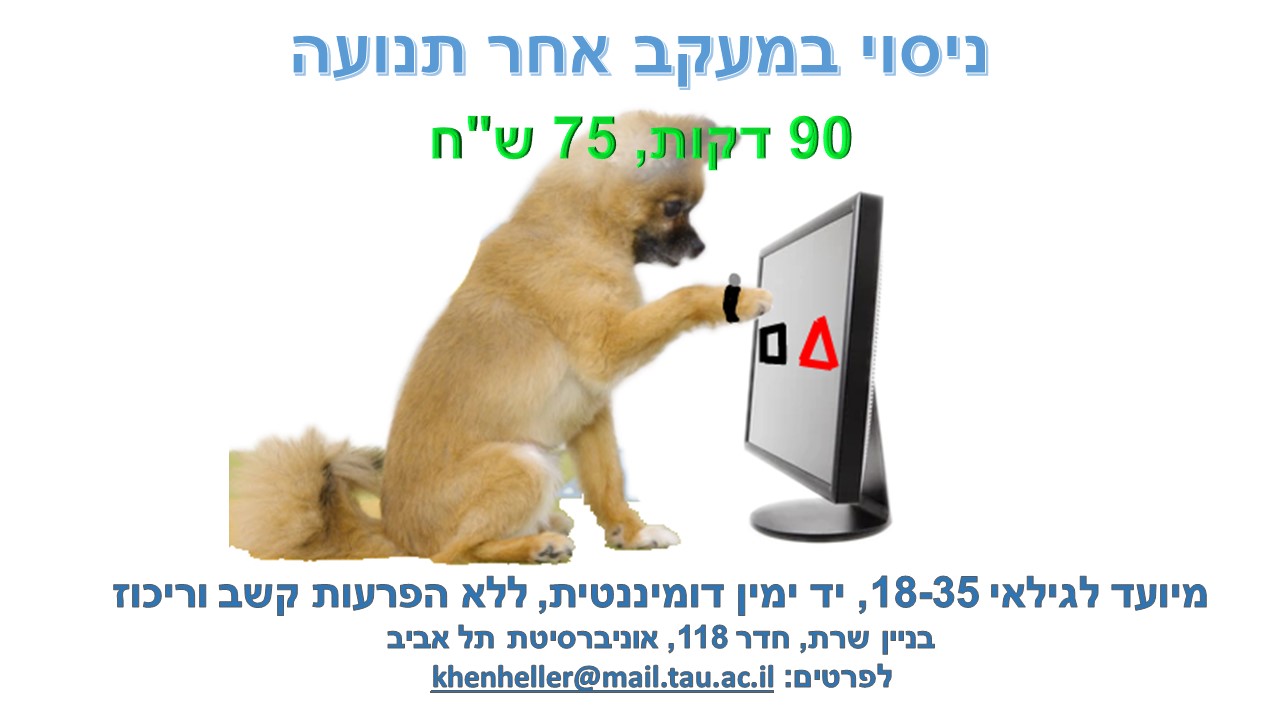 ניסוי במעקב אחר תנועה
90 דקות, 75 ש"ח
מיועד לגילאי 18-35, יד ימין דומיננטית, ללא הפרעות קשב וריכוז
בניין שרת, חדר 118, אוניברסיטת תל אביב
לפרטים: khenheller@mail.tau.ac.il